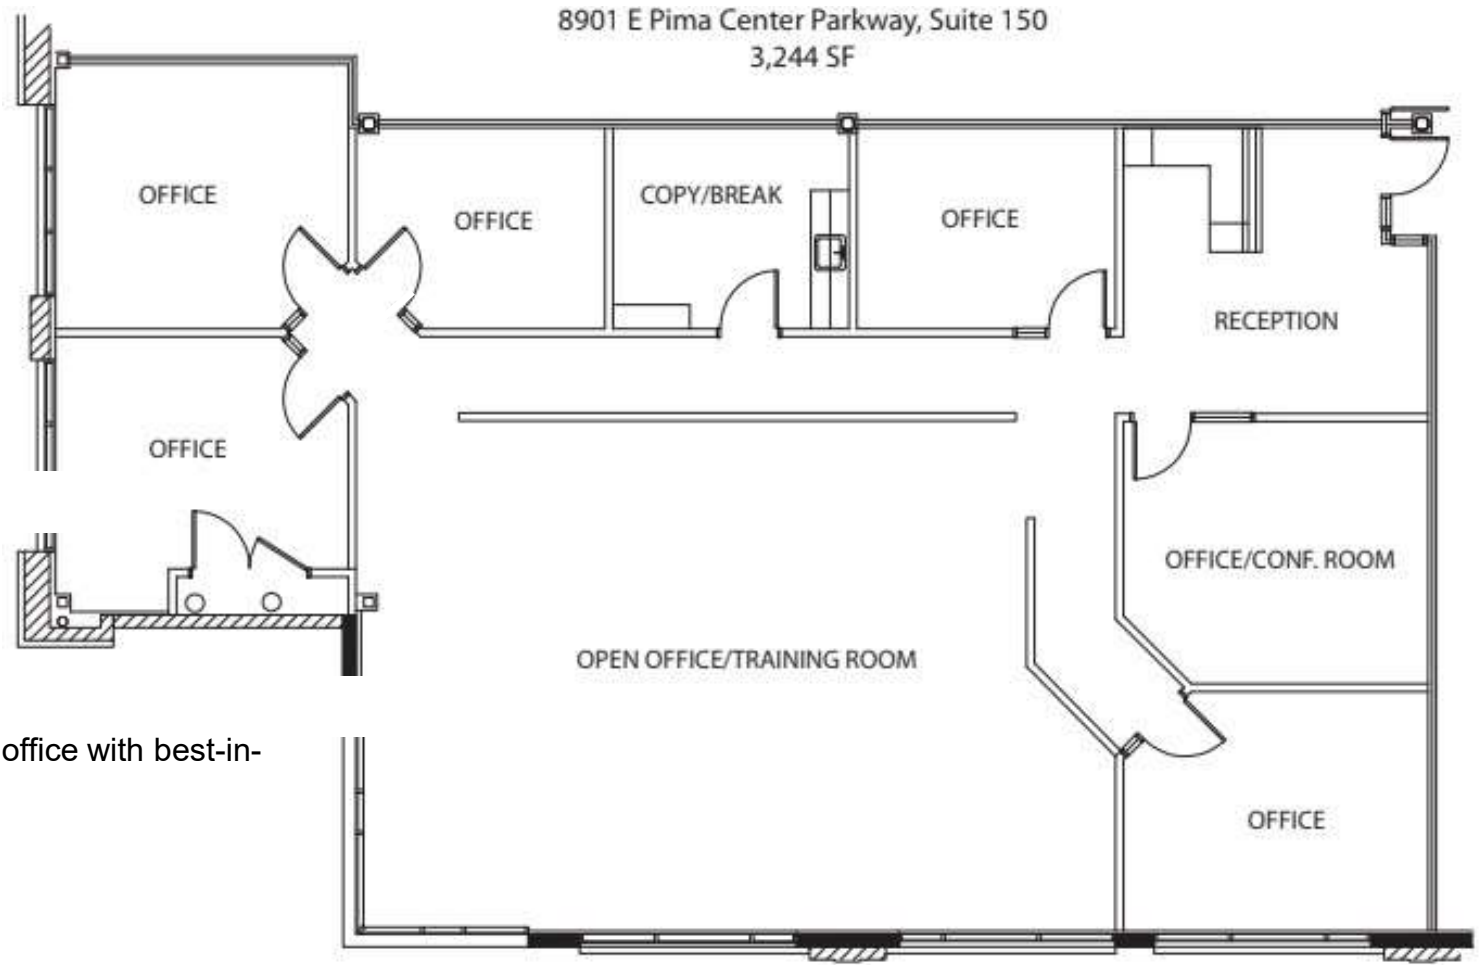 8901 E Pima Center Parkway, Suite 150
3,244 SF
OFFICE
OFFICE
COPY/BREAK
OFFICE
RECEPTION
OFFICE
OFFICE/CONF. ROOM
OPEN OFFICE/TRAINING ROOM
office with best-in-
OFFICE